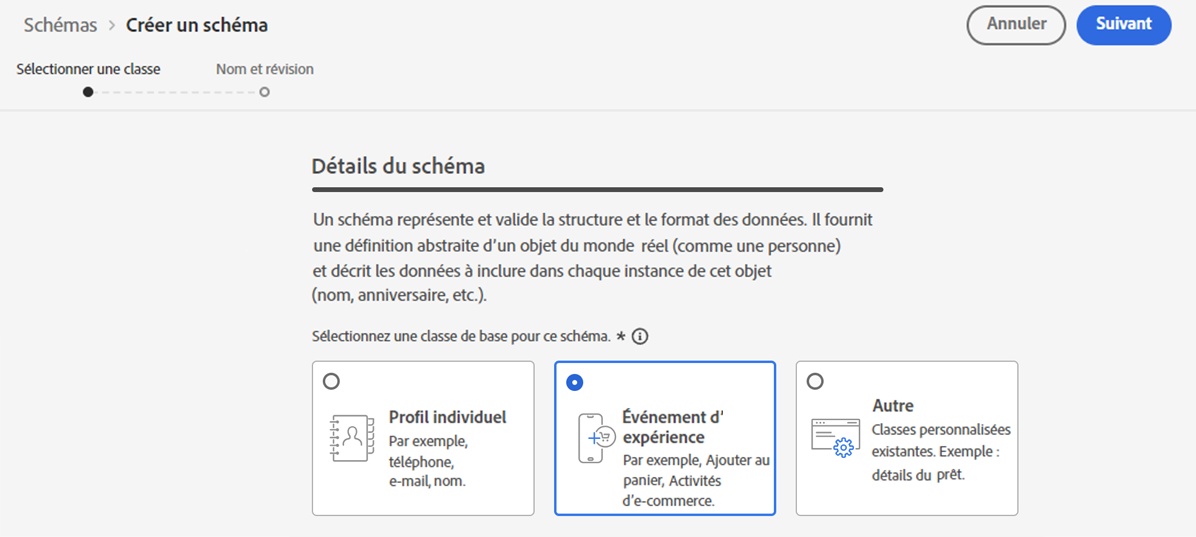 Schémas > Créer un schéma
Annuler
Suivant
Sélectionner une classe
Nom et révision
Détails du schéma
Un schéma représente et valide la structure et le format des données. Il fournit
une définition abstraite d'un objet du monde réel (comme une personne)
et décrit les données à inclure dans chaque instance de cet objet
(nom, anniversaire, etc.).
Sélectionnez une classe de base pour ce schéma. *
Profil individuel
Par exemple,
téléphone,
e-mail, nom.
Événement d'
expérience
Par exemple, Ajouter au
panier, Activités
d'e-commerce.
Autre
Classes personnalisées
existantes. Exemple :
détails du prêt.